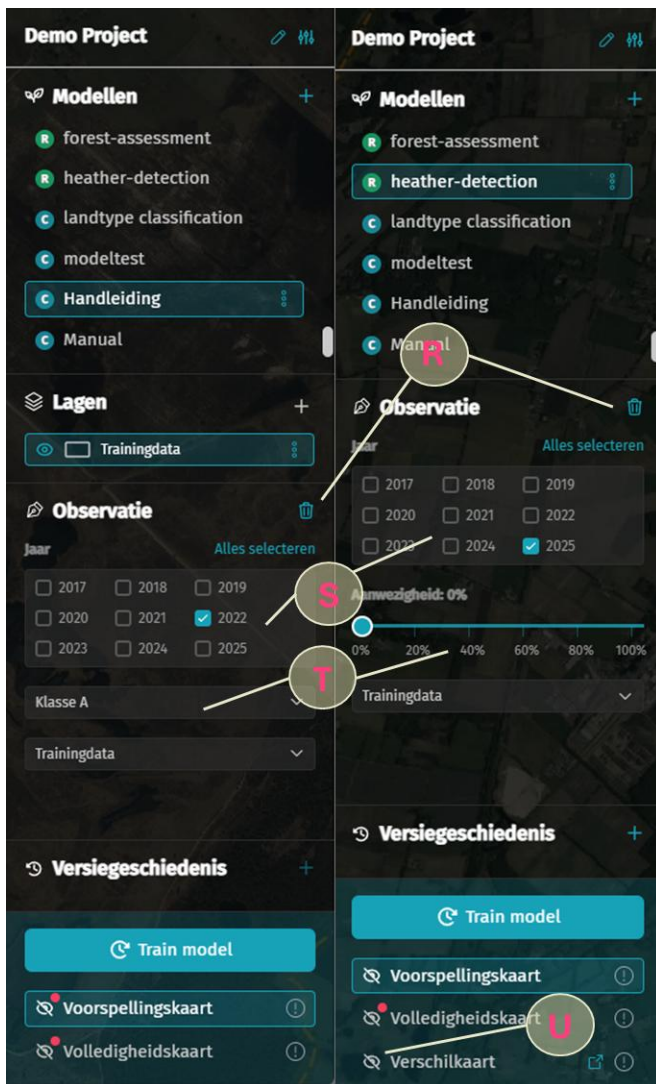 Demo Project
Modellen
R forest-assessment
R heather-detection
C landtype classification
C modeltest
C Handleiding
C Manual
Lagen
Trainingdata
Observatie
Jaar Alles selecteren
2017 2018 2019
2020 2021 2022
2023 2024 2025
Klasse A
Trainingdata
Versiegeschiedenis
Train model
Voorspellingskaart
Volledigheidskaart
Demo Project
Modellen
R forest-assessment
R heather-detection
C landtype classification
C modeltest
C Handleiding
C Manual
Observatie
Jaar Alles selecteren
2017 2018 2019
2020 2021 2022
2023 2024 2025
Aanwezigheid: 0%
0% 20% 40% 60% 80% 100%
Trainingdata
Versiegeschiedenis
Train model
Voorspellingskaart
Volledigheidskaart
Verschilkaart
R
S
T
U